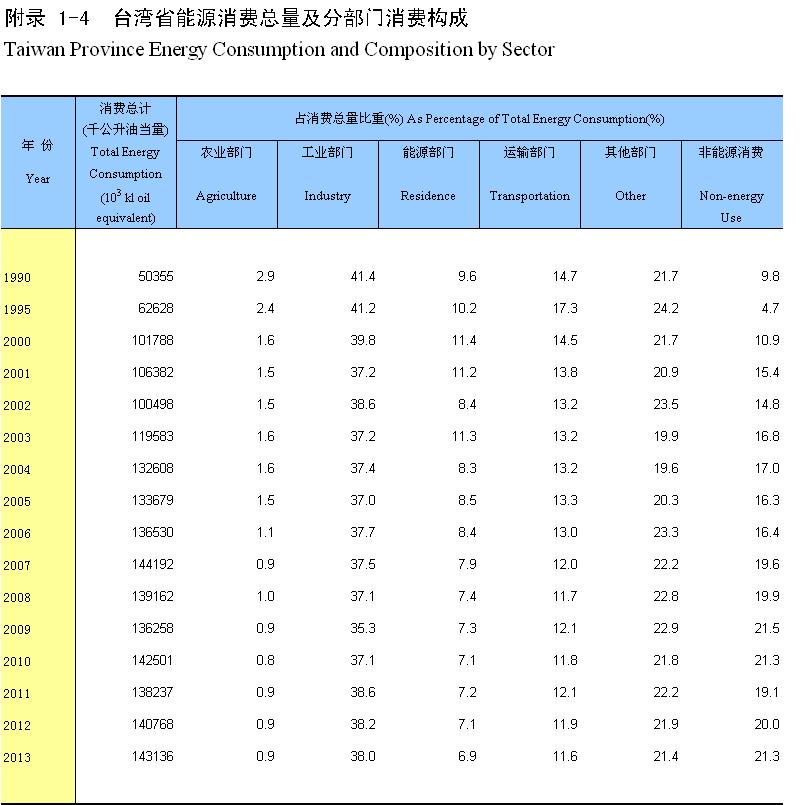 附录 1-4 台湾省能源消费总量及分部门消费构成
Taiwan Province Energy Consumption and Composition by Sector
年 份
Year
消费总计
(千公升油当量)
Total Energy
Consumption
(10³ kl oil
equivalent)
占消费总量比重(%) As Percentage of Total Energy Consumption(%)
农业部门 工业部门 能源部门 运输部门 其他部门 非能源消费
Agriculture Industry Residence Transportation Other Non-energy
Use
1990 50355 2.9 41.4 9.6 14.7 21.7 9.8
1995 62628 2.4 41.2 10.2 17.3 24.2 4.7
2000 101788 1.6 39.8 11.4 14.5 21.7 10.9
2001 106382 1.5 37.2 11.2 13.8 20.9 15.4
2002 100498 1.5 38.6 8.4 13.2 23.5 14.8
2003 119583 1.6 37.2 11.3 13.2 19.9 16.8
2004 132608 1.6 37.4 8.3 13.2 19.6 17.0
2005 133679 1.5 37.0 8.5 13.3 20.3 16.3
2006 136530 1.1 37.7 8.4 13.0 23.3 16.4
2007 144192 0.9 37.5 7.9 12.0 22.2 19.6
2008 139162 1.0 37.1 7.4 11.7 22.8 19.9
2009 136258 0.9 35.3 7.3 12.1 22.9 21.5
2010 142501 0.8 37.1 7.1 11.8 21.8 21.3
2011 138237 0.9 38.6 7.2 12.1 22.2 19.1
2012 140768 0.9 38.2 7.1 11.9 21.9 20.0
2013 143136 0.9 38.0 6.9 11.6 21.4 21.3